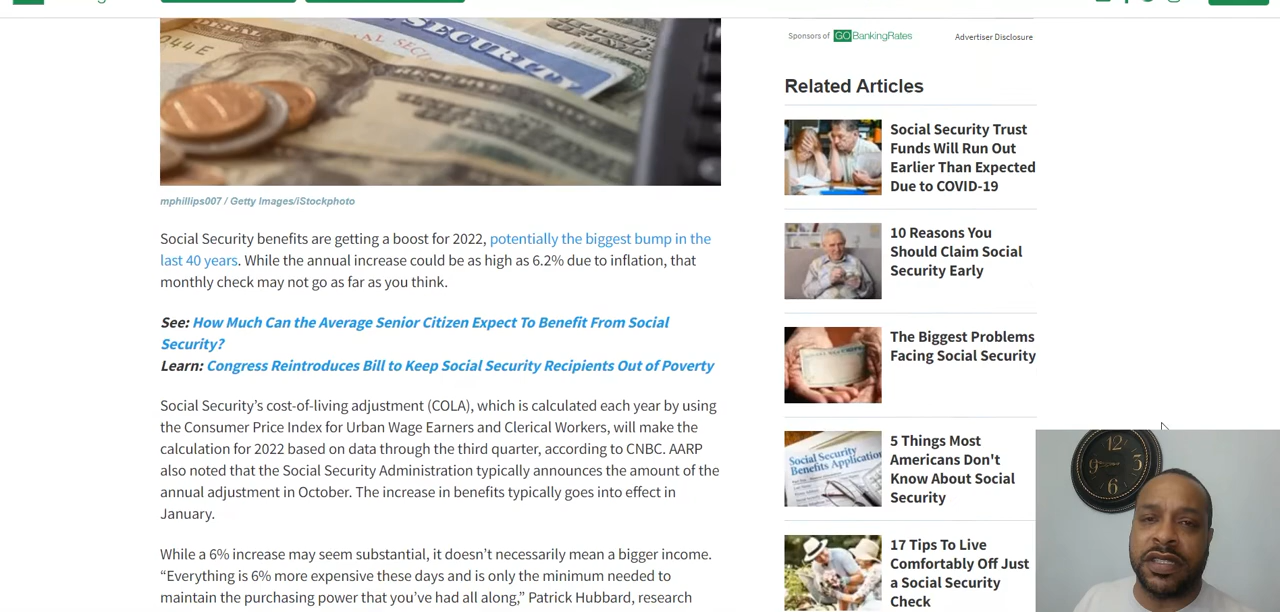 044E
SECURITY
Sponsors of GOBankingRates
Advertiser Disclosure
Related Articles
Social Security Trust
Funds Will Run Out
Earlier Than Expected
Due to COVID-19
10 Reasons You
Should Claim Social
Security Early
The Biggest Problems
Facing Social Security
5 Things Most
Americans Don't
Know About Social
Security
Social Security
Benefits Application
17 Tips To Live
Comfortably Off Just
a Social Security
Check
mphillips007 / Getty Images/iStockphoto
Social Security benefits are getting a boost for 2022, potentially the biggest bump in the
last 40 years. While the annual increase could be as high as 6.2% due to inflation, that
monthly check may not go as far as you think.
See: How Much Can the Average Senior Citizen Expect To Benefit From Social
Security?
Learn: Congress Reintroduces Bill to Keep Social Security Recipients Out of Poverty
Social Security’s cost-of-living adjustment (COLA), which is calculated each year by using
the Consumer Price Index for Urban Wage Earners and Clerical Workers, will make the
calculation for 2022 based on data through the third quarter, according to CNBC. AARP
also noted that the Social Security Administration typically announces the amount of the
annual adjustment in October. The increase in benefits typically goes into effect in
January.
While a 6% increase may seem substantial, it doesn’t necessarily mean a bigger income.
“Everything is 6% more expensive these days and is only the minimum needed to
maintain the purchasing power that you’ve had all along,” Patrick Hubbard, research
12
9
3
6